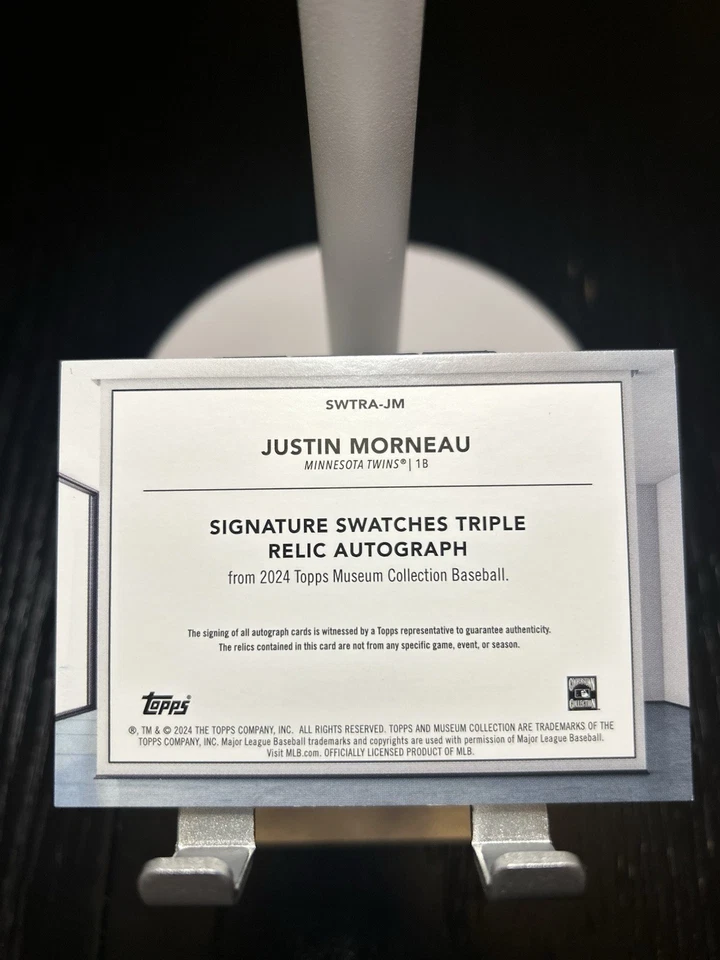 SWTRA-JM
JUSTIN MORNEAU
MINNESOTA TWINS® | 1B
SIGNATURE SWATCHES TRIPLE
RELIC AUTOGRAPH
from 2024 Topps Museum Collection Baseball.
The signing of all autograph cards is witnessed by a Topps representative to guarantee authenticity.
The relics contained in this card are not from any specific game, event, or season.
topps®
COOPERSTOWN
COLLECTION
®, TM & © 2024 THE TOPPS COMPANY, INC. ALL RIGHTS RESERVED. TOPPS AND MUSEUM COLLECTION ARE TRADEMARKS OF THE
TOPPS COMPANY, INC. Major League Baseball trademarks and copyrights are used with permission of Major League Baseball.
Visit MLB.com. OFFICIALLY LICENSED PRODUCT OF MLB.